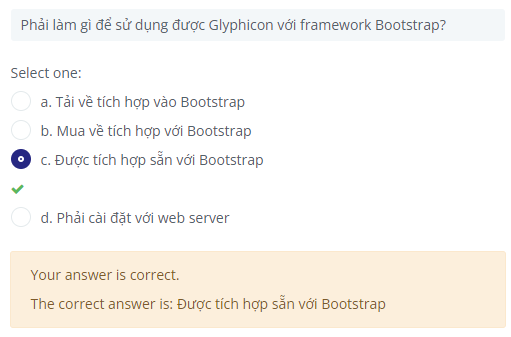 Phải làm gì để sử dụng được Glyphicon với framework Bootstrap?
Select one:
a. Tải về tích hợp vào Bootstrap
b. Mua về tích hợp với Bootstrap
c. Được tích hợp sẵn với Bootstrap
d. Phải cài đặt với web server
Your answer is correct.
The correct answer is: Được tích hợp sẵn với Bootstrap